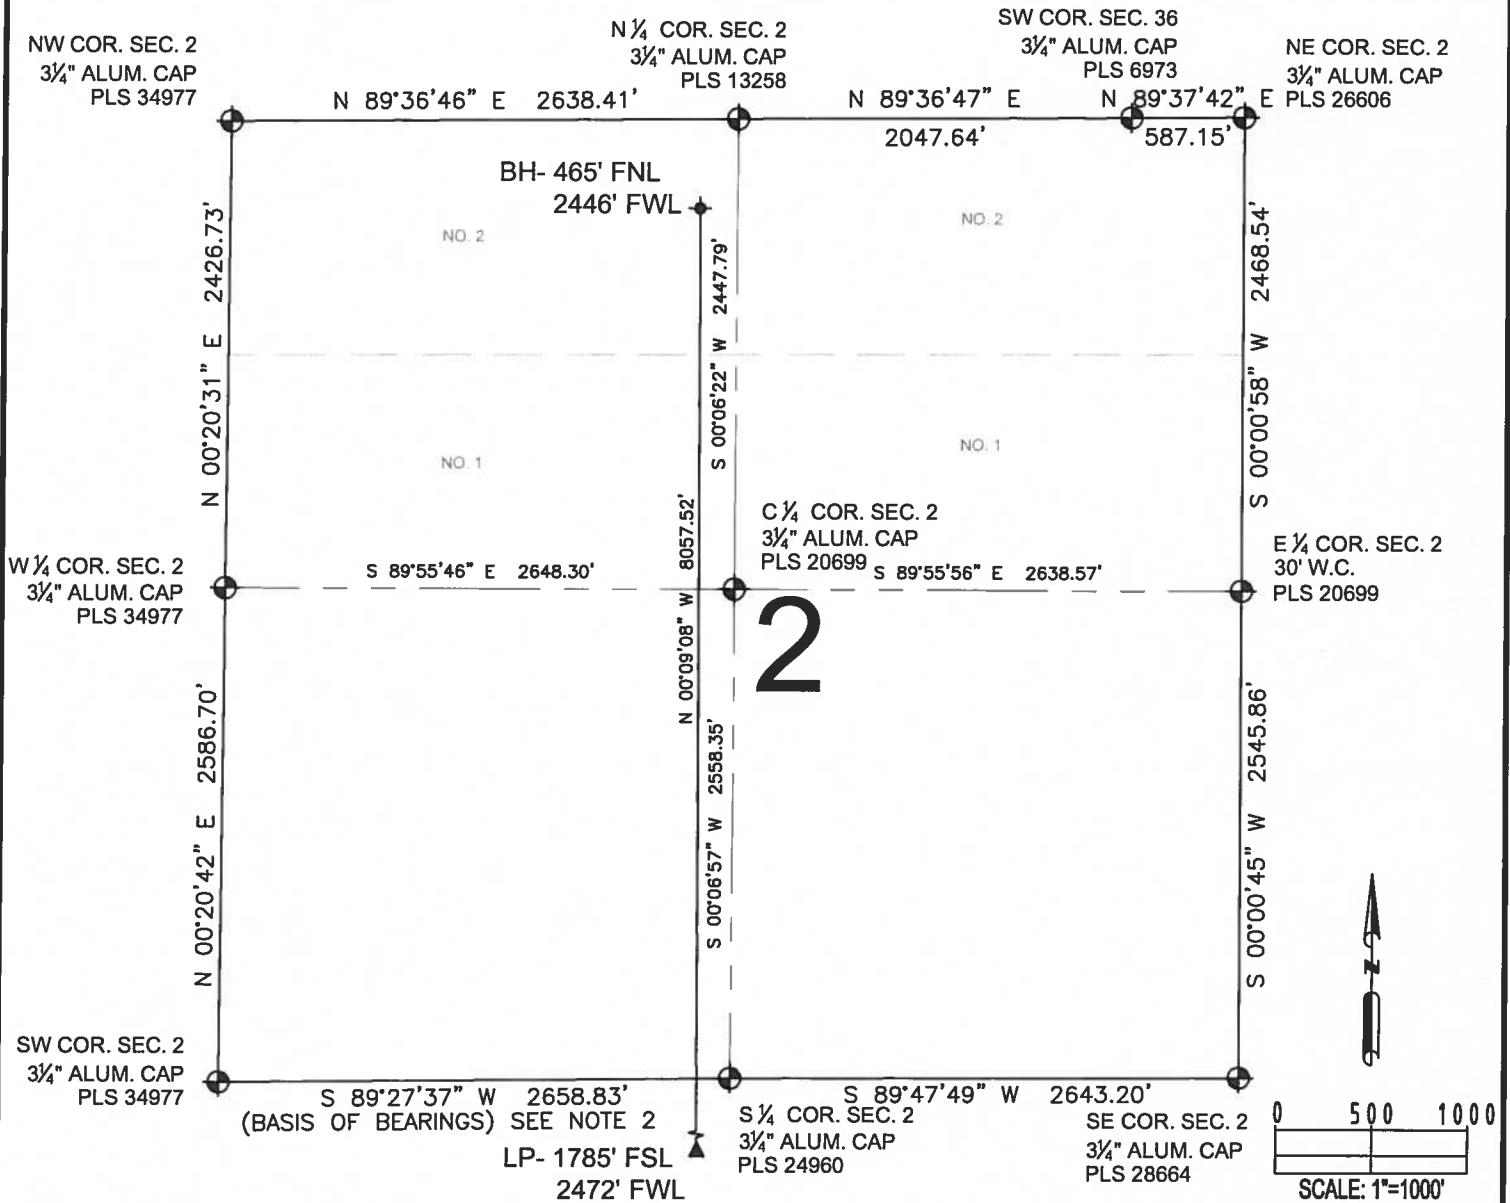 NW COR. SEC. 2
3¼" ALUM. CAP
PLS 34977
N ¼ COR. SEC. 2
3¼" ALUM. CAP
PLS 13258
SW COR. SEC. 36
3¼" ALUM. CAP
PLS 6973
NE COR. SEC. 2
3¼" ALUM. CAP
PLS 26606
N 89°36'46" E 2638.41'
N 89°36'47" E
2047.64'
N 89°37'42" E
587.15'
BH- 465' FNL
2446' FWL
NO. 2
NO. 2
N 00°20'31" E 2426.73'
S 00°06'22" W 2447.79'
S 00°00'58" W 2468.54'
NO. 1
NO. 1
N 00°09'08" W 8057.52'
C ¼ COR. SEC. 2
3¼" ALUM. CAP
PLS 20699
W ¼ COR. SEC. 2
3¼" ALUM. CAP
PLS 34977
S 89°55'46" E 2648.30'
S 89°55'56" E 2638.57'
E ¼ COR. SEC. 2
30' W.C.
PLS 20699
2
N 00°20'42" E 2586.70'
S 00°06'57" W 2558.35'
S 00°00'45" W 2545.86'
N
SW COR. SEC. 2
3¼" ALUM. CAP
PLS 34977
S 89°27'37" W 2658.83'
(BASIS OF BEARINGS) SEE NOTE 2
S 89°47'49" W 2643.20'
LP- 1785' FSL
2472' FWL
S ¼ COR. SEC. 2
3¼" ALUM. CAP
PLS 24960
SE COR. SEC. 2
3¼" ALUM. CAP
PLS 28664
0 500 1000
SCALE: 1"=1000'